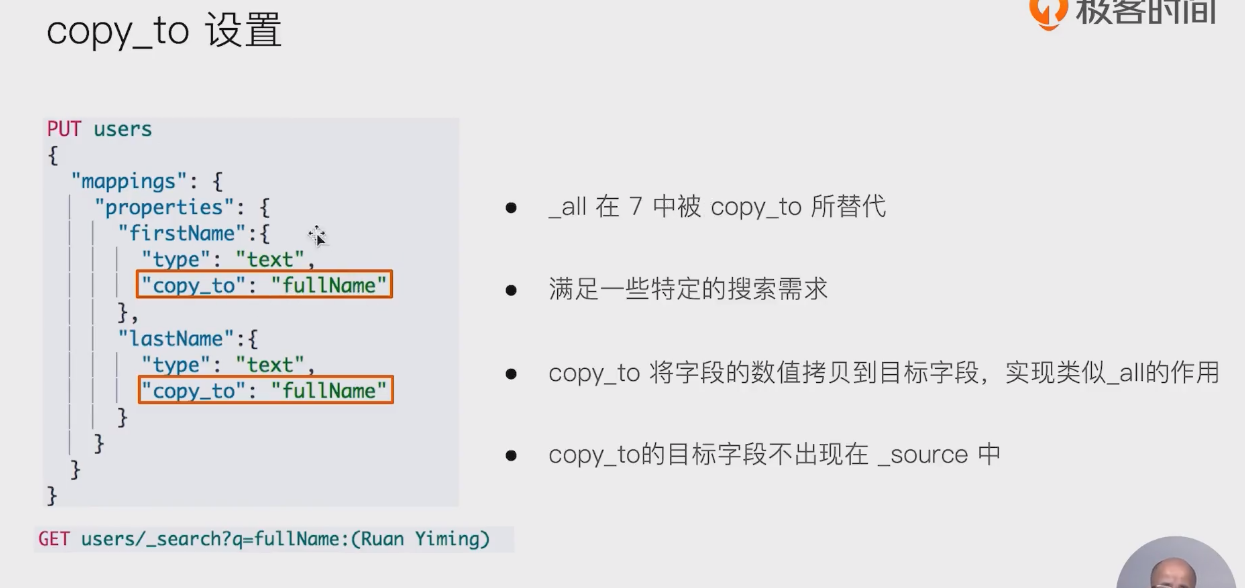 copy_to 设置
极客时间
PUT users
{
"mappings": {
"properties": {
"firstName":{
"type": "text",
"copy_to": "fullName"
},
"lastName":{
"type": "text",
"copy_to": "fullName"
}
}
}
}
GET users/_search?q=fullName:(Ruan Yiming)
● _all 在 7 中被 copy_to 所替代
● 满足一些特定的搜索需求
● copy_to 将字段的数值拷贝到目标字段，实现类似_all的作用
● copy_to的目标字段不出现在 _source 中